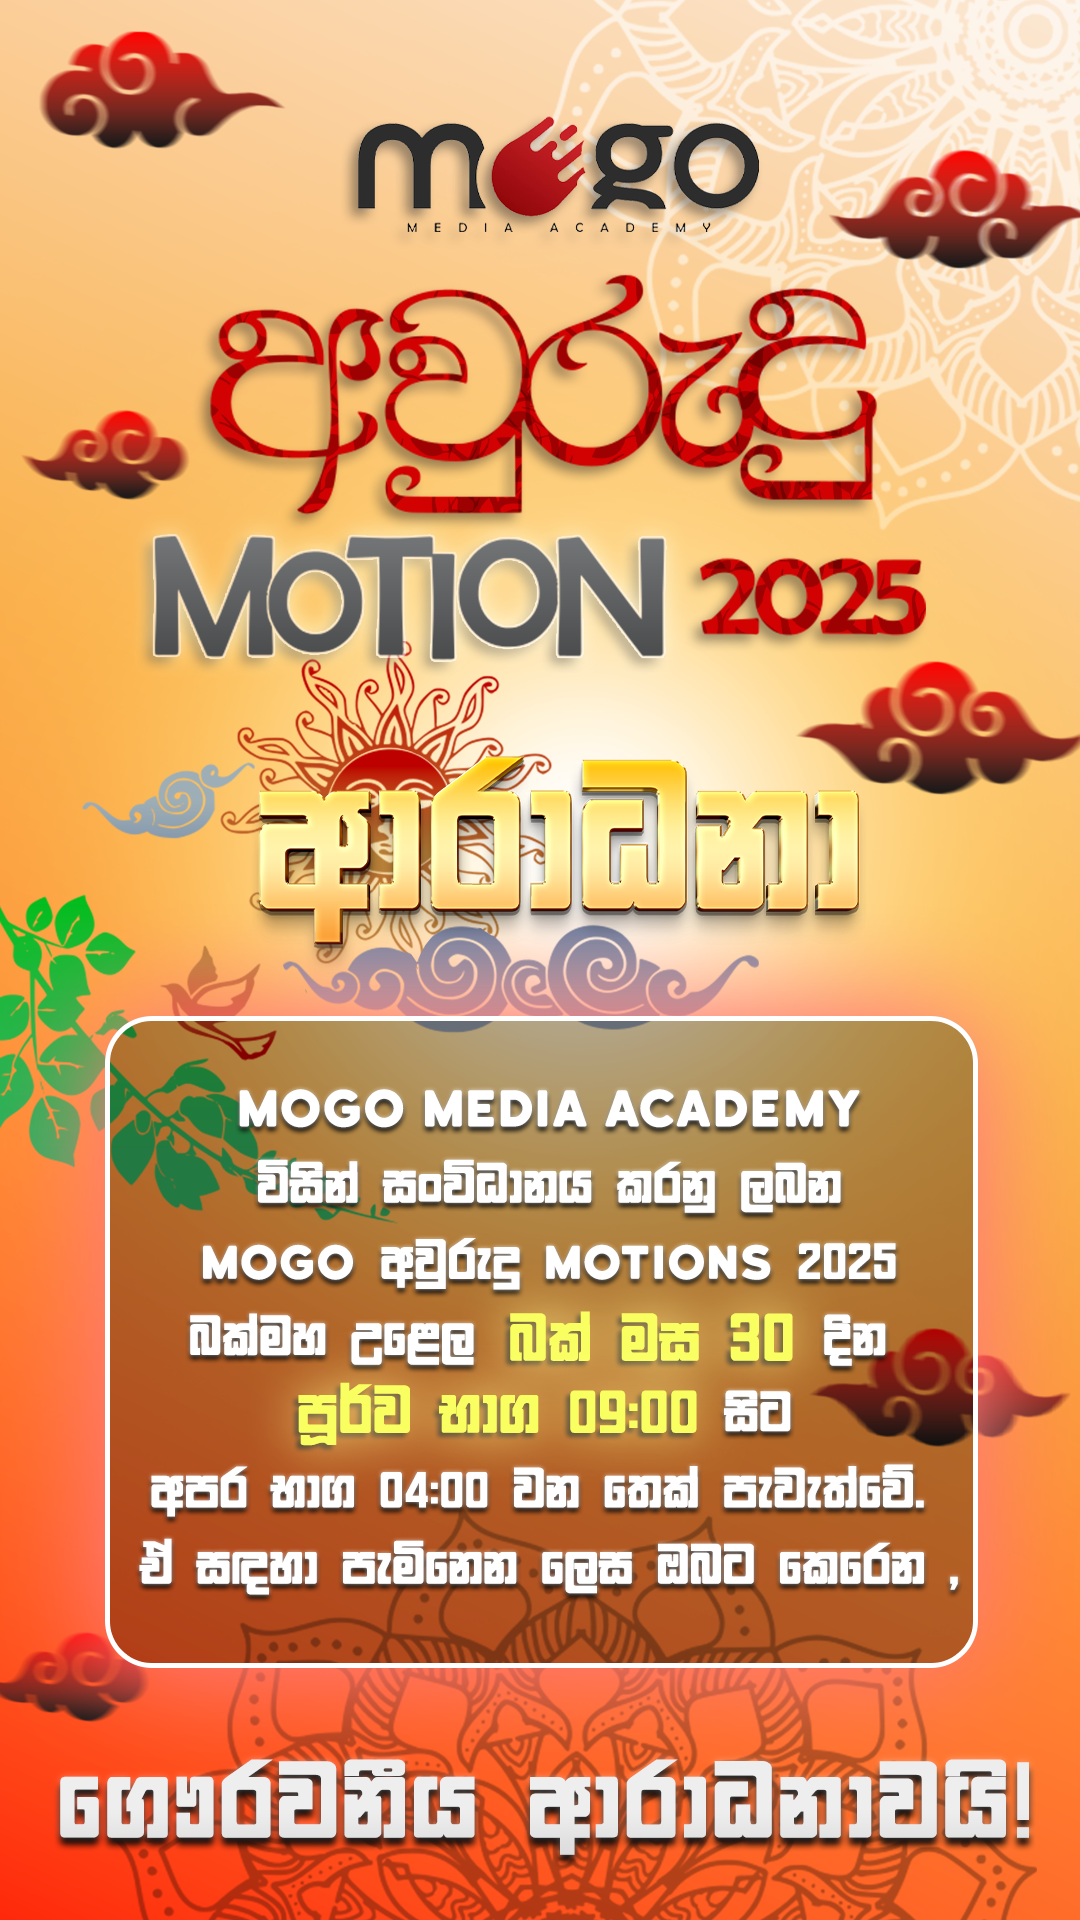 mogo
MEDIA ACADEMY
අවුරුදු
MOTION 2025
ආරාධනා
MOGO MEDIA ACADEMY
විසින් සංවිධානය කරනු ලබන
MOGO අවුරුදු MOTIONS 2025
බක්මහ උළෙල බක් මස 30 දින
පූර්ව භාග 09:00 සිට
අපර භාග 04:00 වන තෙක් පැවැත්වේ.
ඒ සඳහා පැමිනෙන ලෙස ඔබට කෙරෙන ,
ගෞරවනීය ආරාධනාවයි!